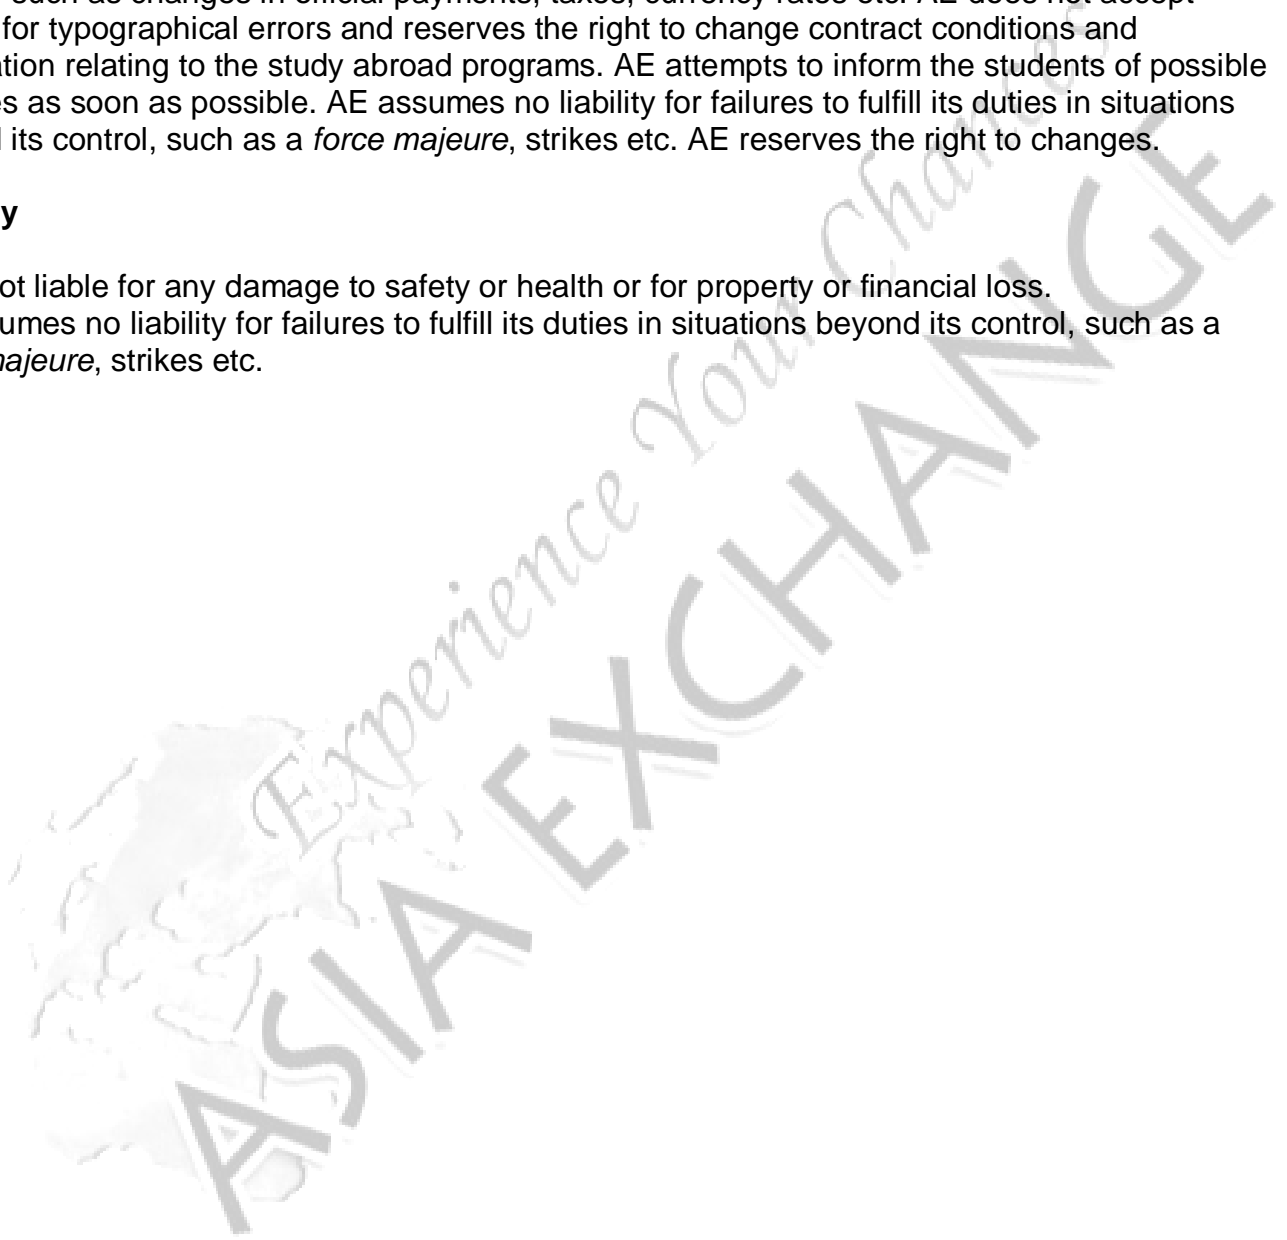 such as changes in official payments, taxes, currency rates etc. AE does not accept
for typographical errors and reserves the right to change contract conditions and
ation relating to the study abroad programs. AE attempts to inform the students of possible
es as soon as possible. AE assumes no liability for failures to fulfill its duties in situations
its control, such as a force majeure, strikes etc. AE reserves the right to changes.
y
ot liable for any damage to safety or health or for property or financial loss.
umes no liability for failures to fulfill its duties in situations beyond its control, such as a
majeure, strikes etc.
Experience Your Chances
ASIA EXCHANGE